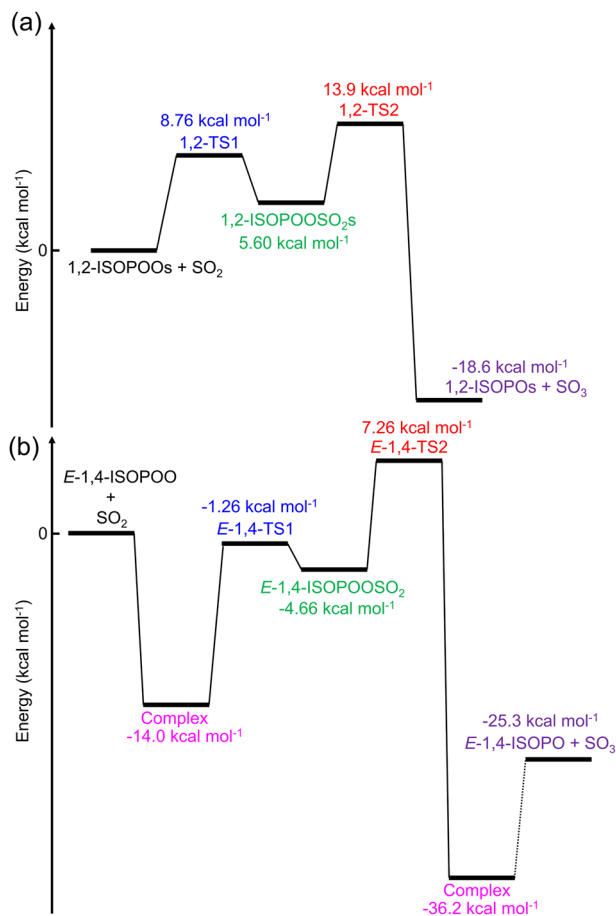 (a)
13.9 kcal mol⁻¹
1,2-TS2
8.76 kcal mol⁻¹
1,2-TS1
1,2-ISOPOOSO₂s
5.60 kcal mol⁻¹
0
1,2-ISOPOOs + SO₂
Energy (kcal mol⁻¹)
-18.6 kcal mol⁻¹
1,2-ISOPOs + SO₃
(b)
7.26 kcal mol⁻¹
E-1,4-TS2
E-1,4-ISOPOO
+
SO₂
-1.26 kcal mol⁻¹
E-1,4-TS1
0
E-1,4-ISOPOOSO₂
-4.66 kcal mol⁻¹
Energy (kcal mol⁻¹)
Complex
-14.0 kcal mol⁻¹
-25.3 kcal mol⁻¹
E-1,4-ISOPO + SO₃
Complex
-36.2 kcal mol⁻¹